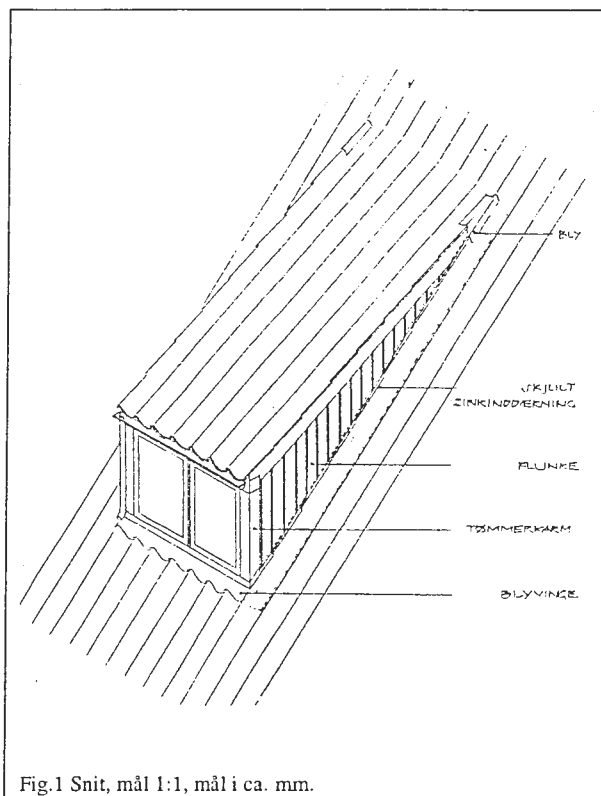 BLY
SKJULT
ZINKINDDÆKNING
FLUNKE
TØMMERKARM
BLYVINGE
Fig.1 Snit, mål 1:1, mål i ca. mm.